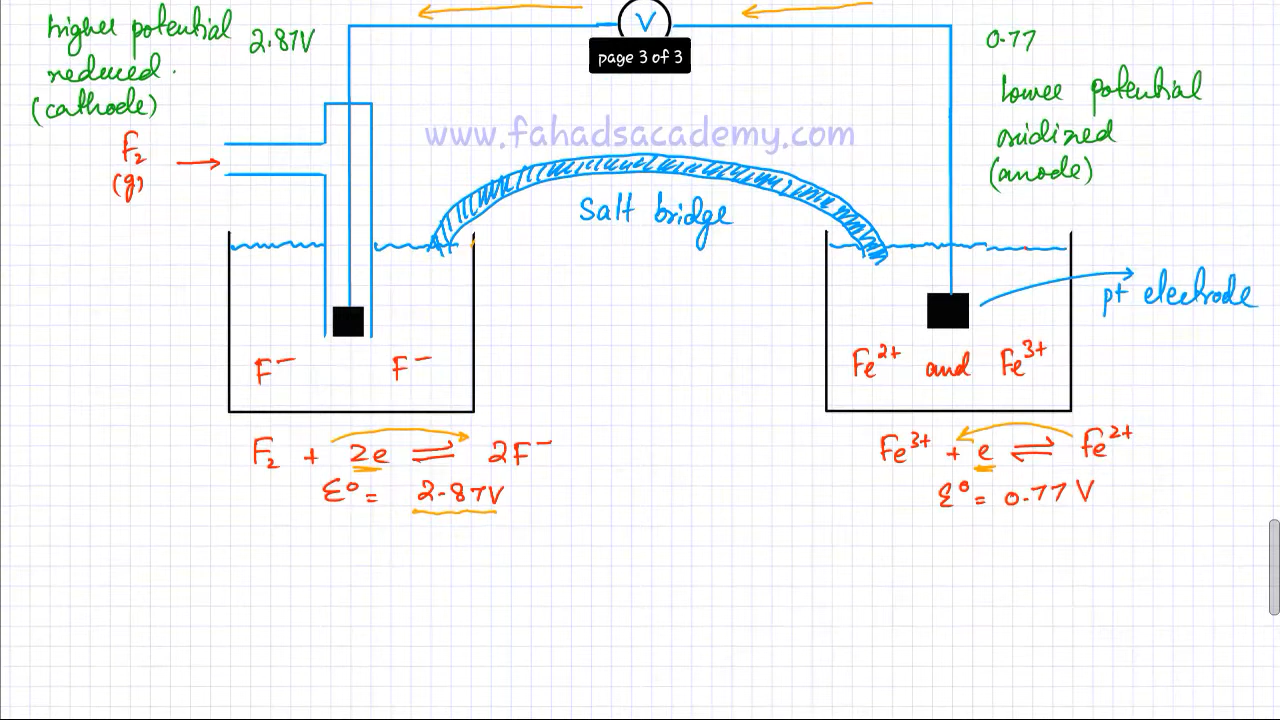 higher potential
reduced.
(cathode)
2.87V
V
page 3 of 3
0.77
lower potential
oxidized
(anode)
www.fahadsacademy.com
F₂
(g)
Salt bridge
pt electrode
F⁻ F⁻
Fe²⁺ and Fe³⁺
F₂ + 2e ⇌ 2F⁻
ε° = 2.87V
Fe³⁺ + e ⇌ Fe²⁺
ε° = 0.77 V